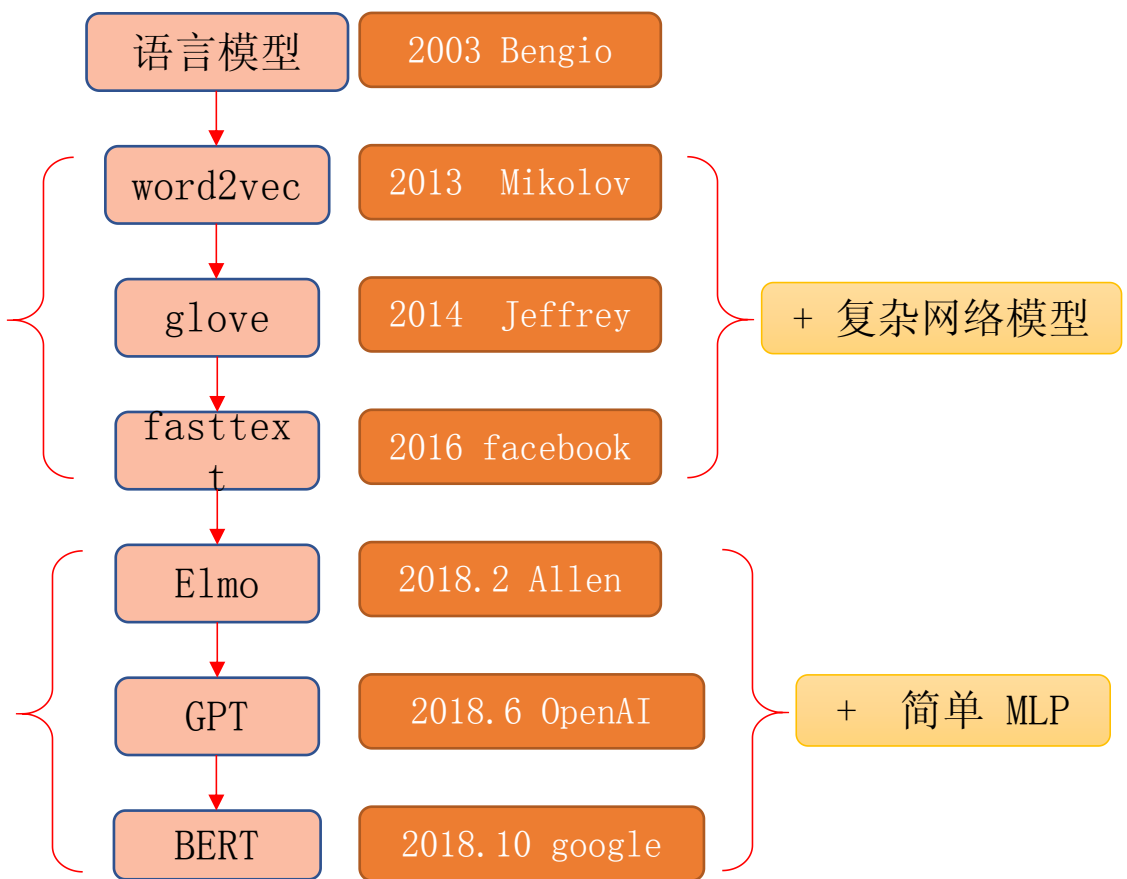 语言模型
2003 Bengio
word2vec
2013 Mikolov
glove
2014 Jeffrey
+ 复杂网络模型
fasttex
t
2016 facebook
Elmo
2018.2 Allen
GPT
2018.6 OpenAI
+ 简单 MLP
BERT
2018.10 google